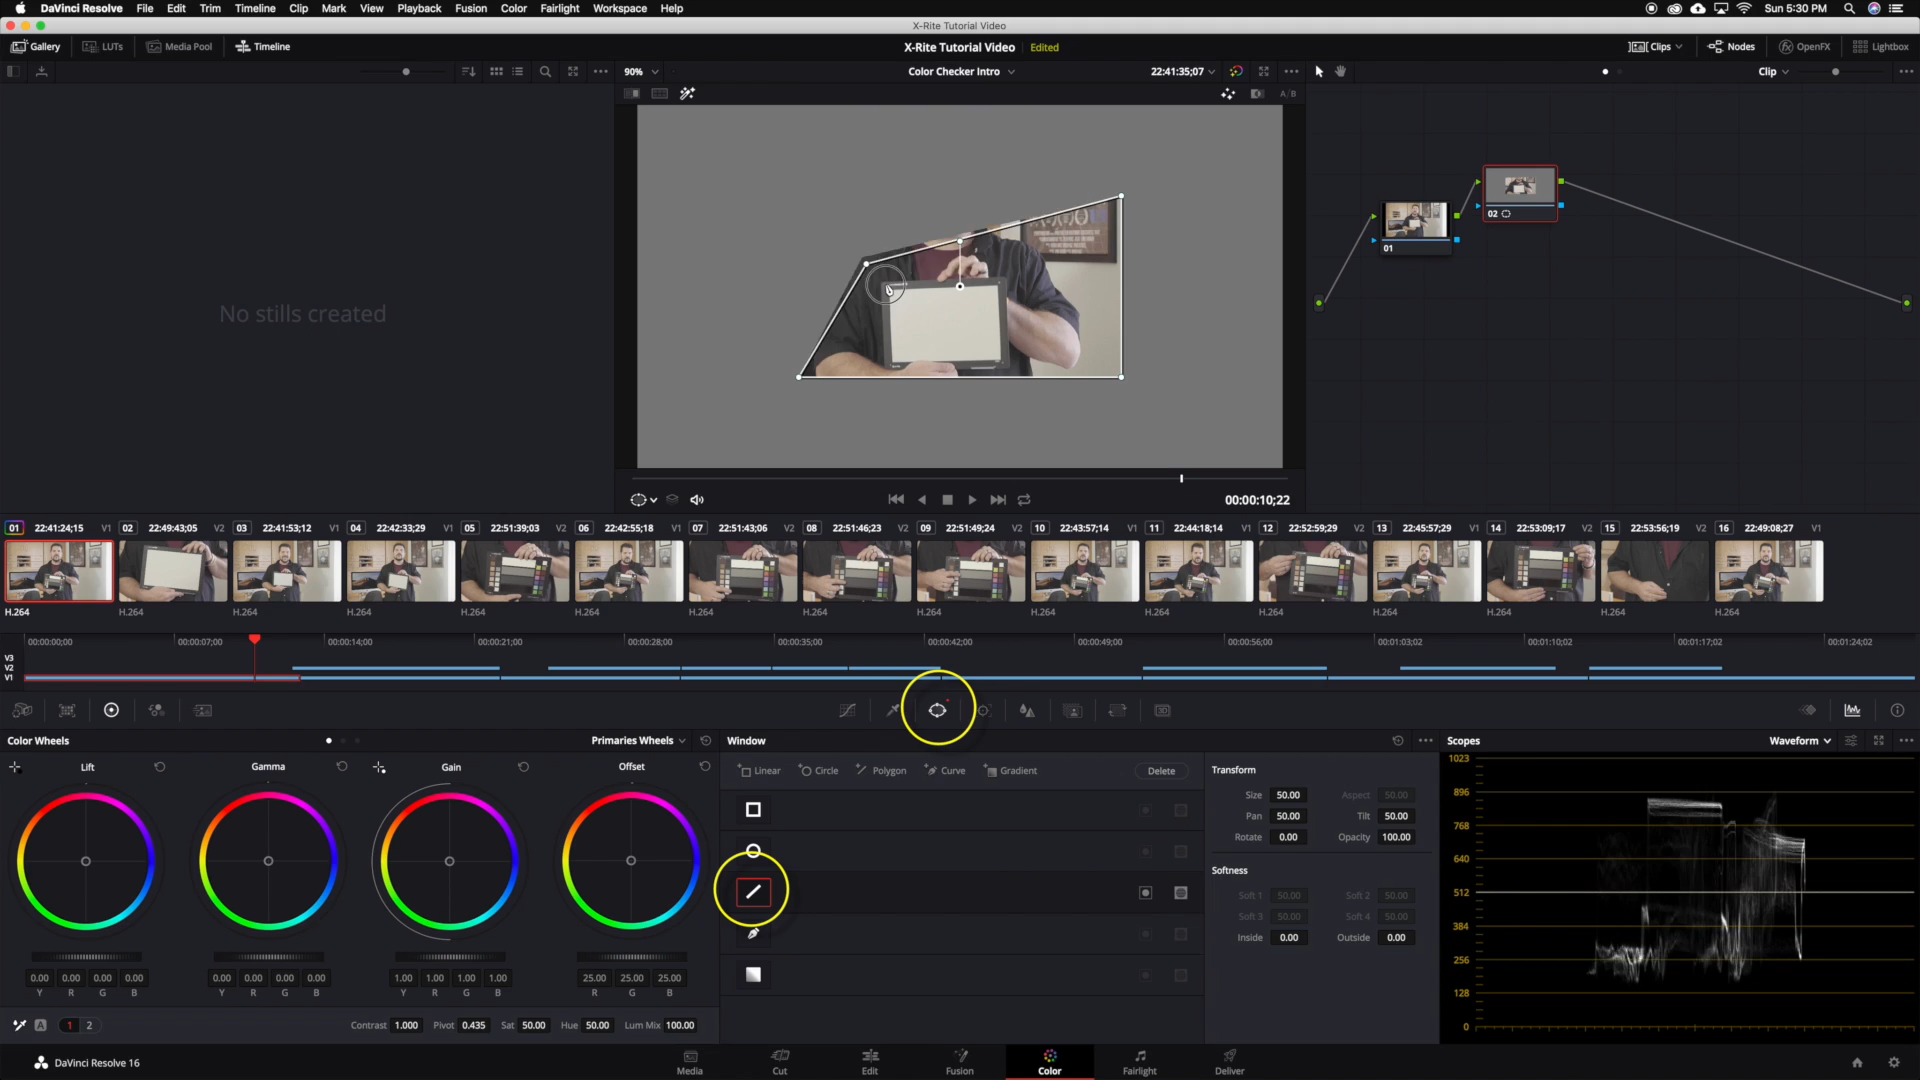 DaVinci Resolve File Edit Trim Timeline Clip Mark View Playback Fusion Color Fairlight Workspace Help Sun 5:30 PM
X-Rite Tutorial Video
Gallery LUTs Media Pool Timeline X-Rite Tutorial Video Edited Clips Nodes OpenFX Lightbox
90% Color Checker Intro 22:41:35;07 Clip
A/B
02
01
No stills created
00:00:10;22
01 22:41:24;15 V1 02 22:49:43;05 V2 03 22:41:53;12 V1 04 22:42:33;29 V1 05 22:51:39;03 V2 06 22:42:55;18 V1 07 22:51:43;06 V2 08 22:51:46;23 V2 09 22:51:49;24 V2 10 22:43:57;14 V1 11 22:44:18;14 V1 12 22:52:59;29 V2 13 22:45:57;29 V1 14 22:53:09;17 V2 15 22:53:56;19 V2 16 22:49:08;27 V1
H.264 H.264 H.264 H.264 H.264 H.264 H.264 H.264 H.264 H.264 H.264 H.264 H.264 H.264 H.264 H.264
00:00:00;00 00:00:07;00 00:00:14;00 00:00:21;00 00:00:28;00 00:00:35;00 00:00:42;00 00:00:49;00 00:00:56;00 00:01:03;02 00:01:10;02 00:01:17;02 00:01:24;02
V3
V2
V1
3D
Color Wheels Primaries Wheels Window Scopes Waveform
Lift Gamma Gain Offset
Linear Circle Polygon Curve Gradient Delete
Transform
Size 50.00 Aspect 50.00
Pan 50.00 Tilt 50.00
Rotate 0.00 Opacity 100.00
Softness
Soft 1 50.00 Soft 2 50.00
Soft 3 50.00 Soft 4 50.00
Inside 0.00 Outside 0.00
1023
896
768
640
512
384
256
128
0
0.00 0.00 0.00 0.00 0.00 0.00 0.00 0.00 1.00 1.00 1.00 1.00 25.00 25.00 25.00
Y R G B Y R G B Y R G B R G B
A 1 2 Contrast 1.000 Pivot 0.435 Sat 50.00 Hue 50.00 Lum Mix 100.00
DaVinci Resolve 16 Media Cut Edit Fusion Color Fairlight Deliver